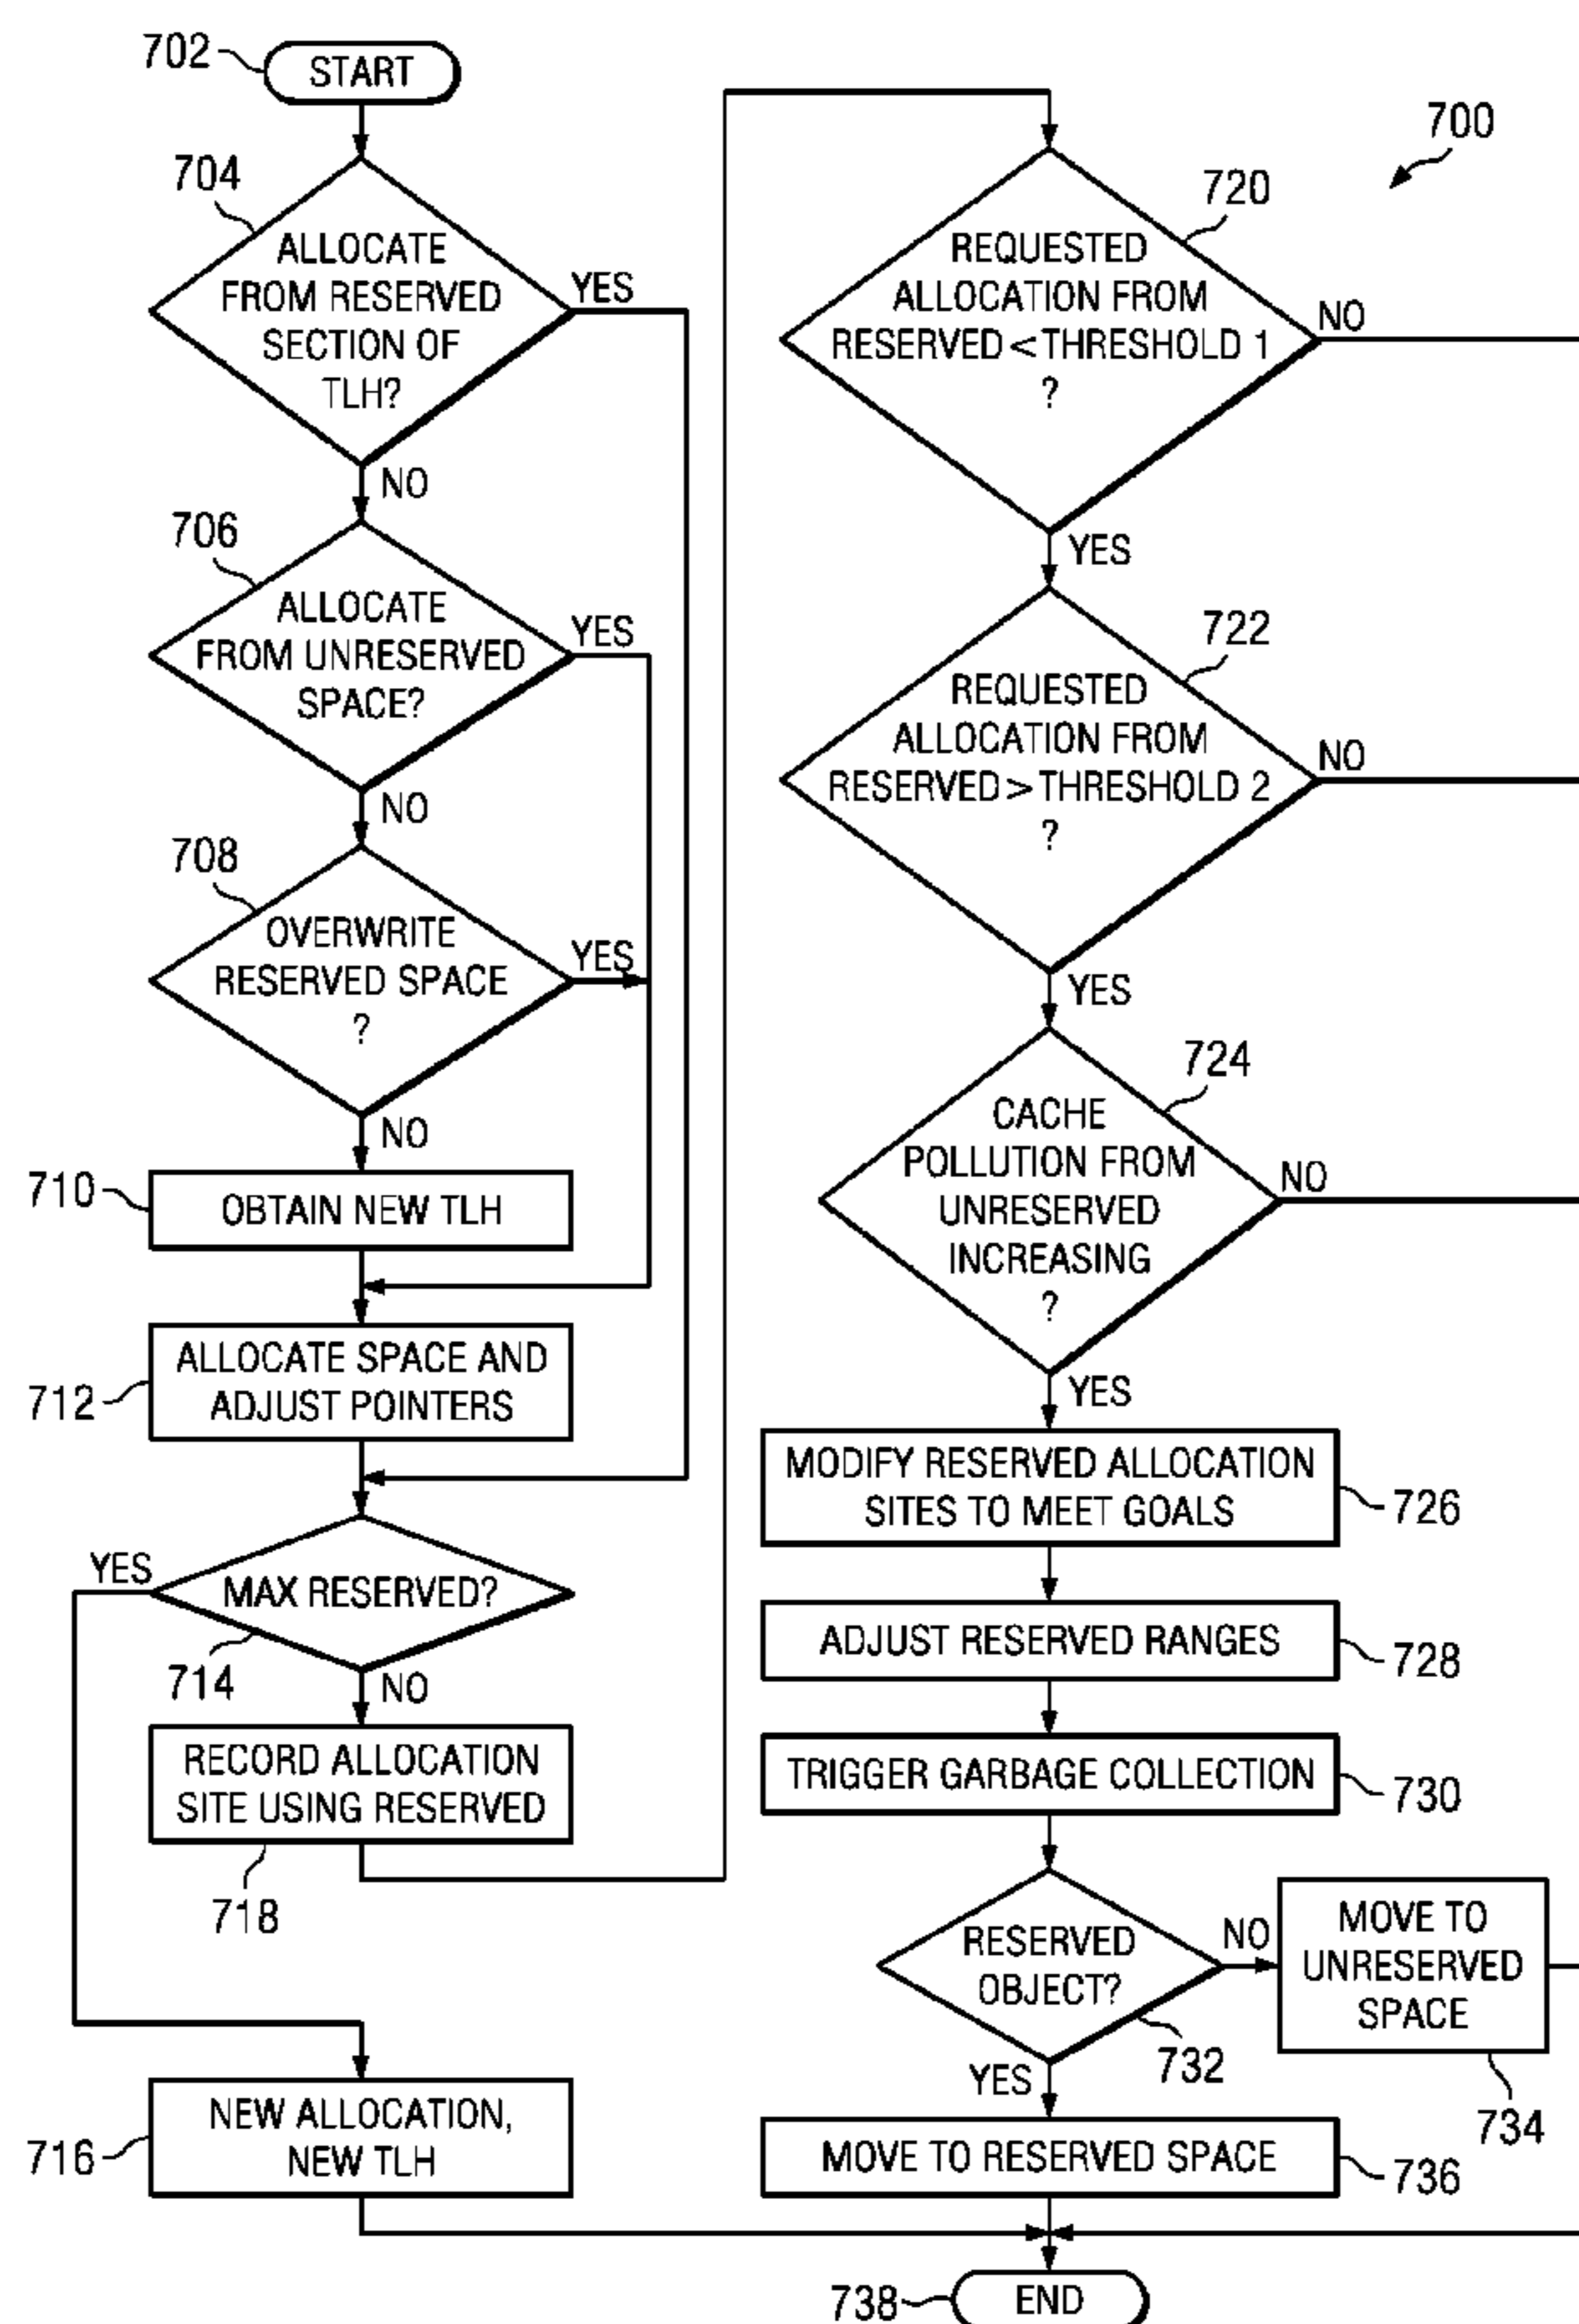 702
START
704
ALLOCATE
FROM RESERVED
SECTION OF
TLH?
YES
NO
706
ALLOCATE
FROM UNRESERVED
SPACE?
YES
NO
708
OVERWRITE
RESERVED SPACE
?
YES
NO
710
OBTAIN NEW TLH
712
ALLOCATE SPACE AND
ADJUST POINTERS
YES
MAX RESERVED?
714
NO
RECORD ALLOCATION
SITE USING RESERVED
718
716
NEW ALLOCATION,
NEW TLH
700
720
REQUESTED
ALLOCATION FROM
RESERVED < THRESHOLD 1
?
NO
YES
722
REQUESTED
ALLOCATION FROM
RESERVED > THRESHOLD 2
?
NO
YES
724
CACHE
POLLUTION FROM
UNRESERVED
INCREASING
?
NO
YES
MODIFY RESERVED ALLOCATION
SITES TO MEET GOALS
726
ADJUST RESERVED RANGES
728
TRIGGER GARBAGE COLLECTION
730
RESERVED
OBJECT?
NO
732
YES
MOVE TO
UNRESERVED
SPACE
734
MOVE TO RESERVED SPACE
736
738
END